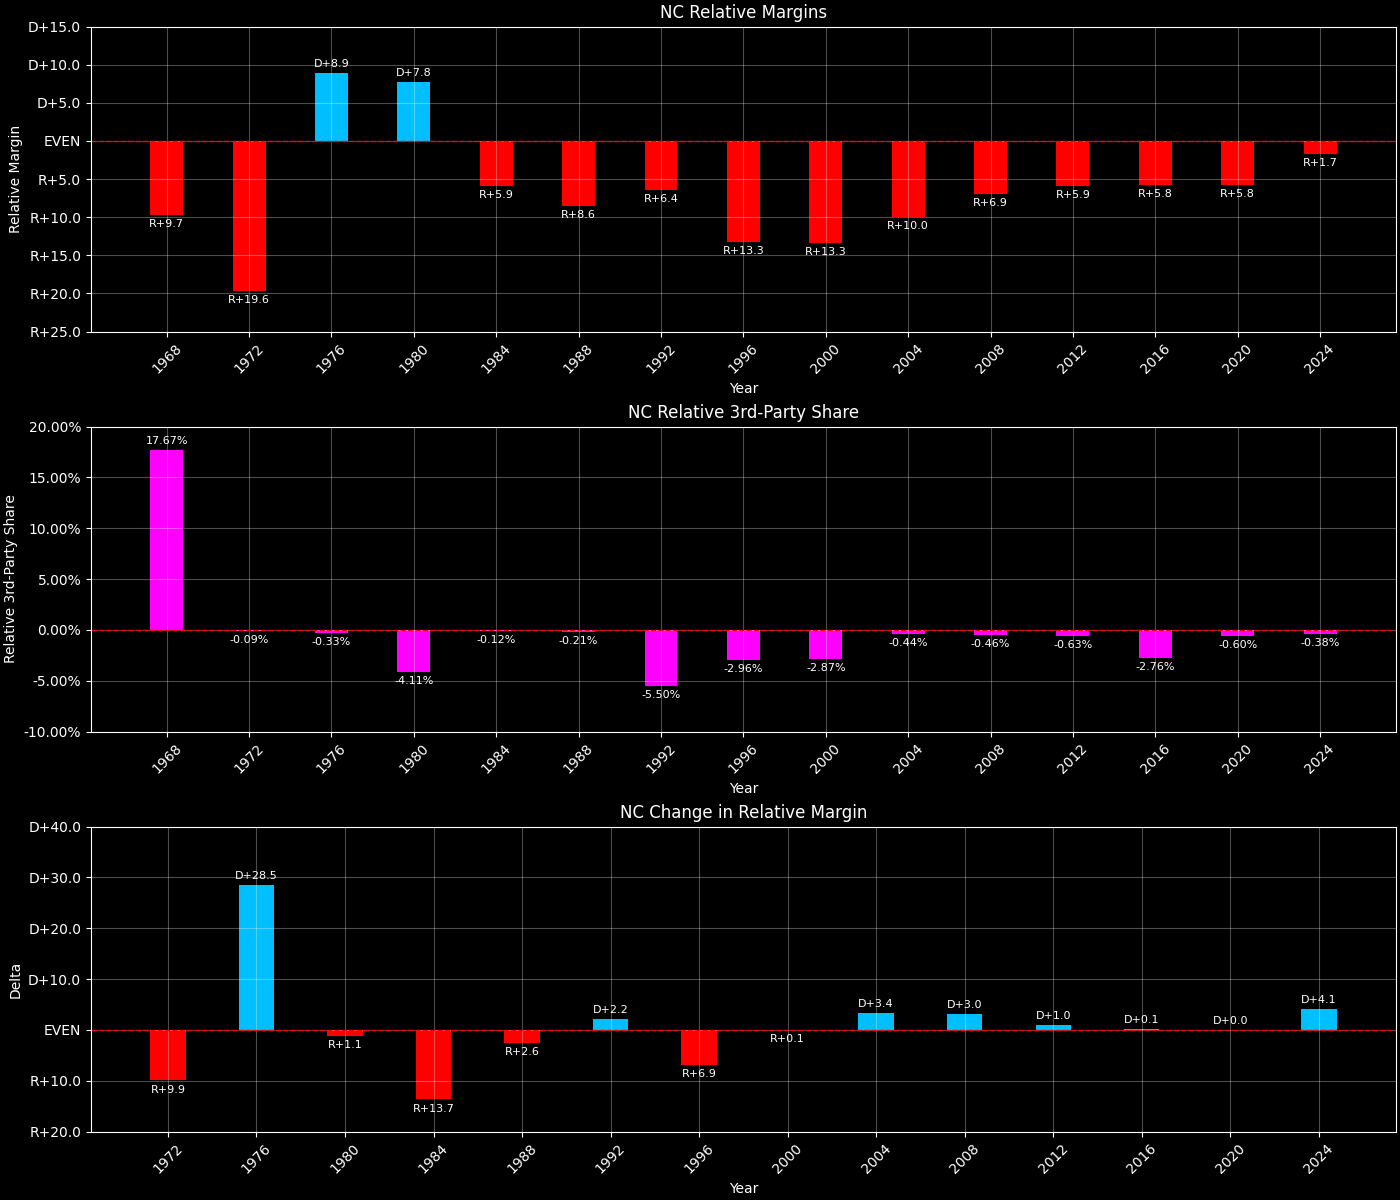 NC Relative Margins
D+15.0
D+10.0
D+5.0
EVEN
R+5.0
R+10.0
R+15.0
R+20.0
R+25.0
Relative Margin
R+9.7
R+19.6
D+8.9
D+7.8
R+5.9
R+8.6
R+6.4
R+13.3
R+13.3
R+10.0
R+6.9
R+5.9
R+5.8
R+5.8
R+1.7
1968 1972 1976 1980 1984 1988 1992 1996 2000 2004 2008 2012 2016 2020 2024
Year
NC Relative 3rd-Party Share
20.00%
15.00%
10.00%
5.00%
0.00%
-5.00%
-10.00%
Relative 3rd-Party Share
17.67%
-0.09%
-0.33%
-4.11%
-0.12%
-0.21%
-5.50%
-2.96%
-2.87%
-0.44%
-0.46%
-0.63%
-2.76%
-0.60%
-0.38%
1968 1972 1976 1980 1984 1988 1992 1996 2000 2004 2008 2012 2016 2020 2024
Year
NC Change in Relative Margin
D+40.0
D+30.0
D+20.0
D+10.0
EVEN
R+10.0
R+20.0
Delta
R+9.9
D+28.5
R+1.1
R+13.7
R+2.6
D+2.2
R+6.9
R+0.1
D+3.4
D+3.0
D+1.0
D+0.1
D+0.0
D+4.1
1972 1976 1980 1984 1988 1992 1996 2000 2004 2008 2012 2016 2020 2024
Year